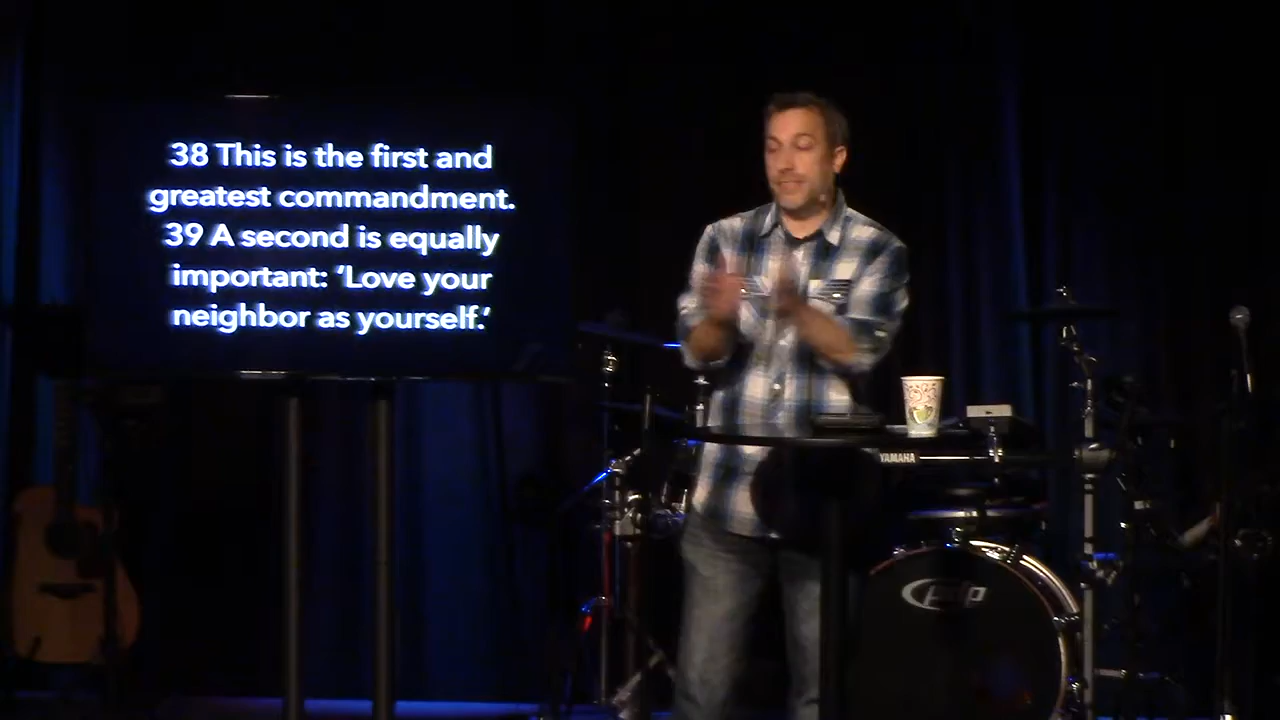 38 This is the first and
greatest commandment.
39 A second is equally
important: ‘Love your
neighbor as yourself.’
YAMAHA
pdp